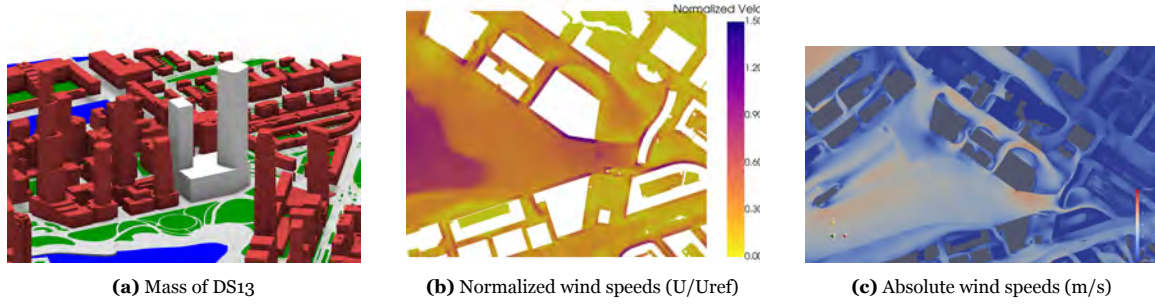 Normalized Velo
1.50
1.20
0.90
0.60
0.30
0.00
(a) Mass of DS13
(b) Normalized wind speeds (U/Uref)
(c) Absolute wind speeds (m/s)